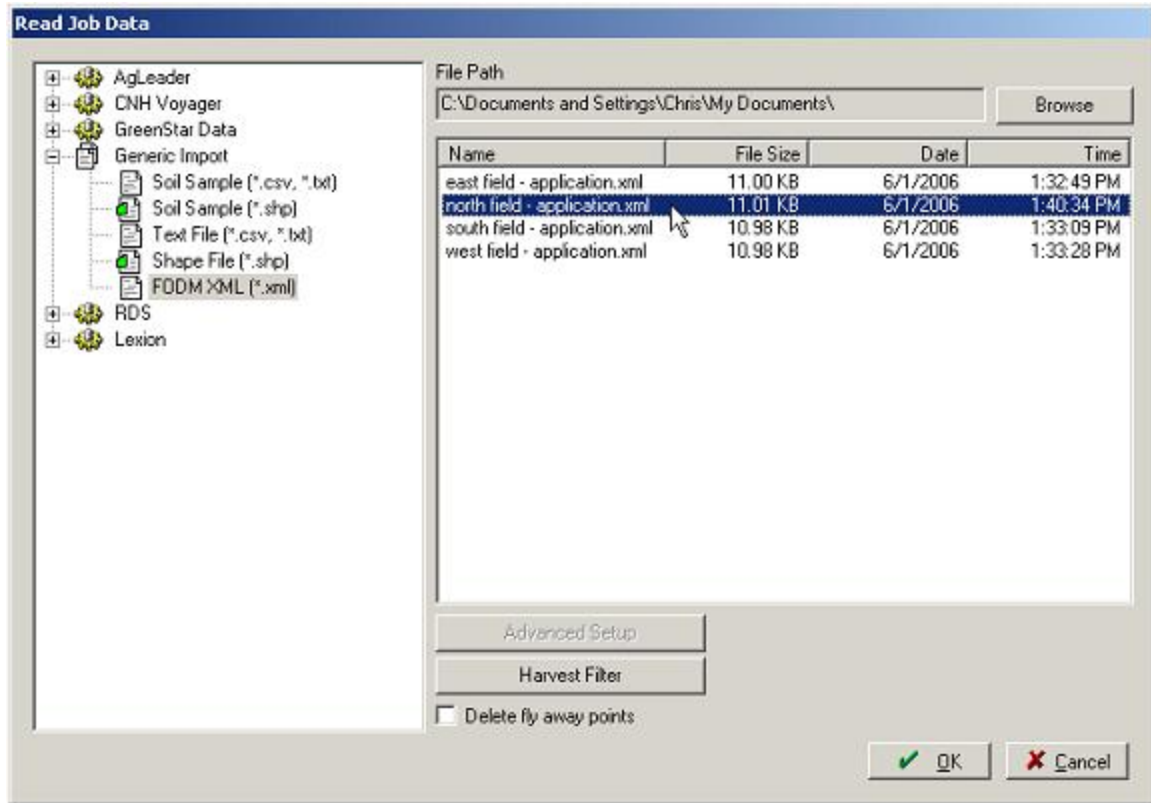 Read Job Data
AgLeader
CNH Voyager
GreenStar Data
Generic Import
Soil Sample (*.csv, *.txt)
Soil Sample (*.shp)
Text File (*.csv, *.txt)
Shape File (*.shp)
FODM XML (*.xml)
RDS
Lexion
File Path
C:\Documents and Settings\Chris\My Documents\
Browse
Name File Size Date Time
east field - application.xml 11.00 KB 6/1/2006 1:32:49 PM
north field - application.xml 11.01 KB 6/1/2006 1:40:34 PM
south field - application.xml 10.98 KB 6/1/2006 1:33:09 PM
west field - application.xml 10.98 KB 6/1/2006 1:33:28 PM
Advanced Setup
Harvest Filter
Delete fly away points
OK
Cancel